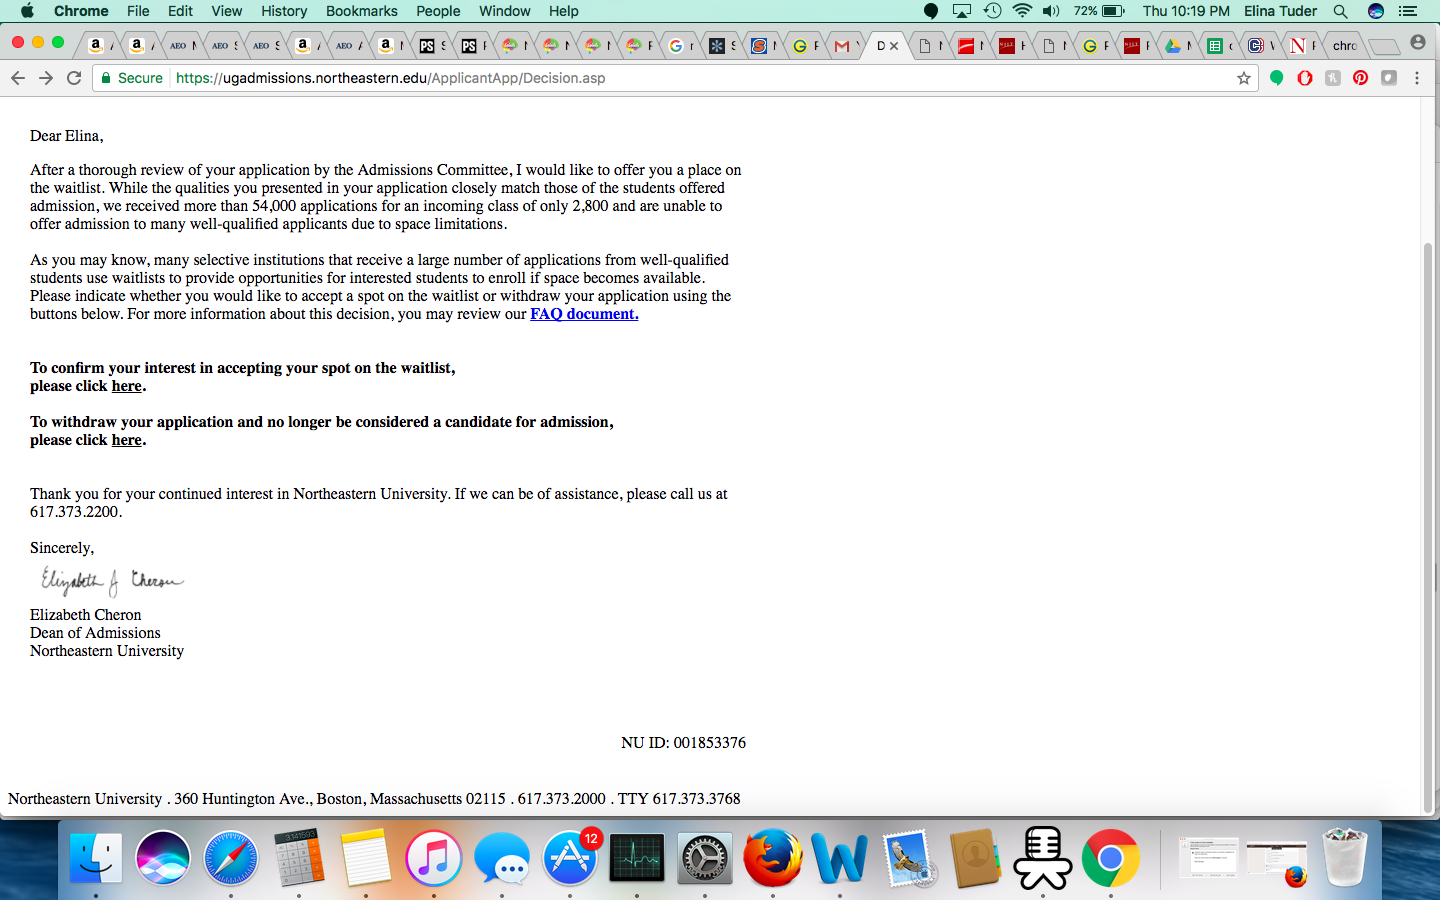 Chrome File Edit View History Bookmarks People Window Help 72% Thu 10:19 PM Elina Tuder
Secure https://ugadmissions.northeastern.edu/ApplicantApp/Decision.asp
Dear Elina,
After a thorough review of your application by the Admissions Committee, I would like to offer you a place on
the waitlist. While the qualities you presented in your application closely match those of the students offered
admission, we received more than 54,000 applications for an incoming class of only 2,800 and are unable to
offer admission to many well-qualified applicants due to space limitations.
As you may know, many selective institutions that receive a large number of applications from well-qualified
students use waitlists to provide opportunities for interested students to enroll if space becomes available.
Please indicate whether you would like to accept a spot on the waitlist or withdraw your application using the
buttons below. For more information about this decision, you may review our FAQ document.
To confirm your interest in accepting your spot on the waitlist,
please click here.
To withdraw your application and no longer be considered a candidate for admission,
please click here.
Thank you for your continued interest in Northeastern University. If we can be of assistance, please call us at
617.373.2200.
Sincerely,
Elizabeth J Cheron
Elizabeth Cheron
Dean of Admissions
Northeastern University
NU ID: 001853376
Northeastern University . 360 Huntington Ave., Boston, Massachusetts 02115 . 617.373.2000 . TTY 617.373.3768
12